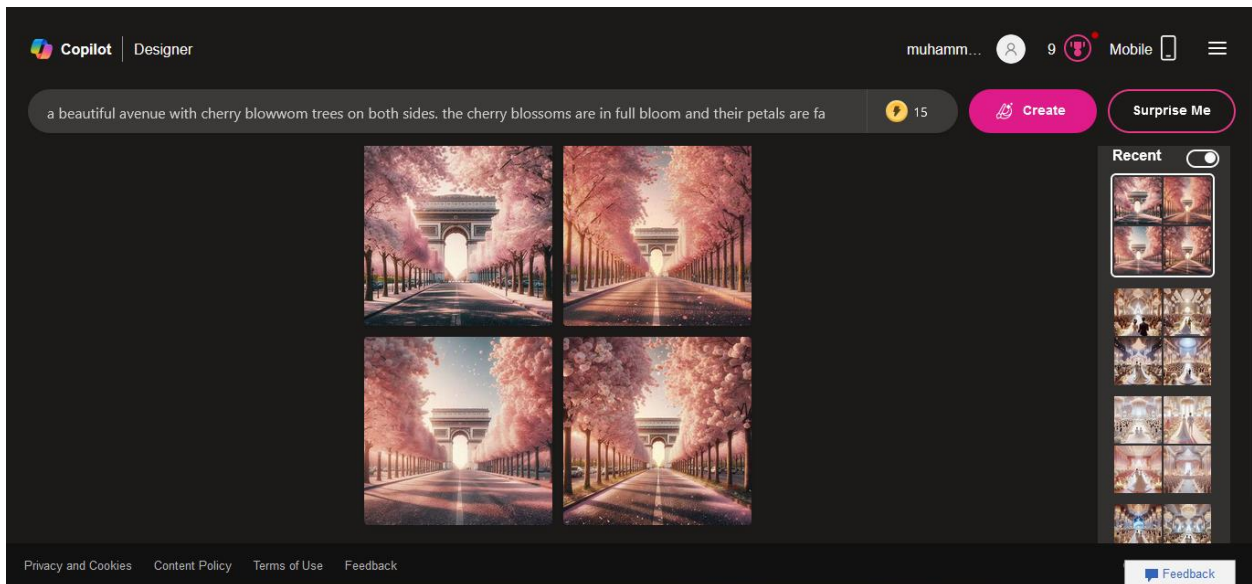 Copilot Designer
muhamm... 9 Mobile
a beautiful avenue with cherry blowwom trees on both sides. the cherry blossoms are in full bloom and their petals are fa 15 Create Surprise Me
Recent
Privacy and Cookies Content Policy Terms of Use Feedback
Feedback